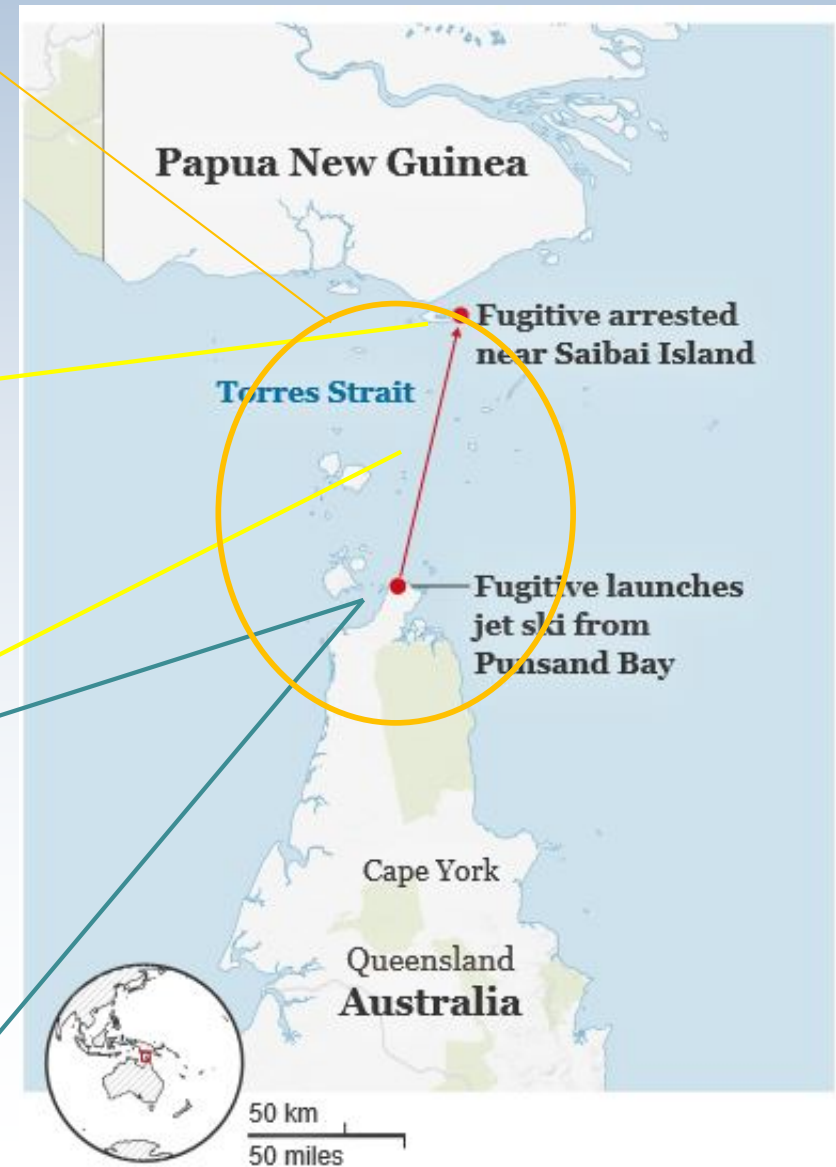 Papua New Guinea
Fugitive arrested
near Saibai Island
Torres Strait
Fugitive launches
jet ski from
Punsand Bay
Cape York
Queensland
Australia
50 km
50 miles